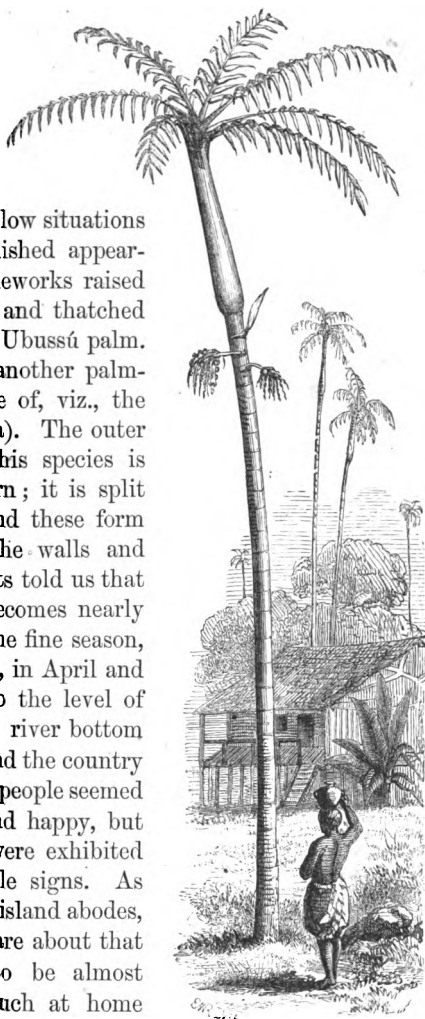 low situations
ished appear-
eworks raised
and thatched
Ubussú palm.
another palm-
e of, viz., the
). The outer
his species is
rn; it is split
nd these form
he walls and
ts told us that
ecomes nearly
ne fine season,
, in April and
the level of
river bottom
nd the country
people seemed
nd happy, but
were exhibited
le signs. As
island abodes,
are about that
o be almost
uch at home